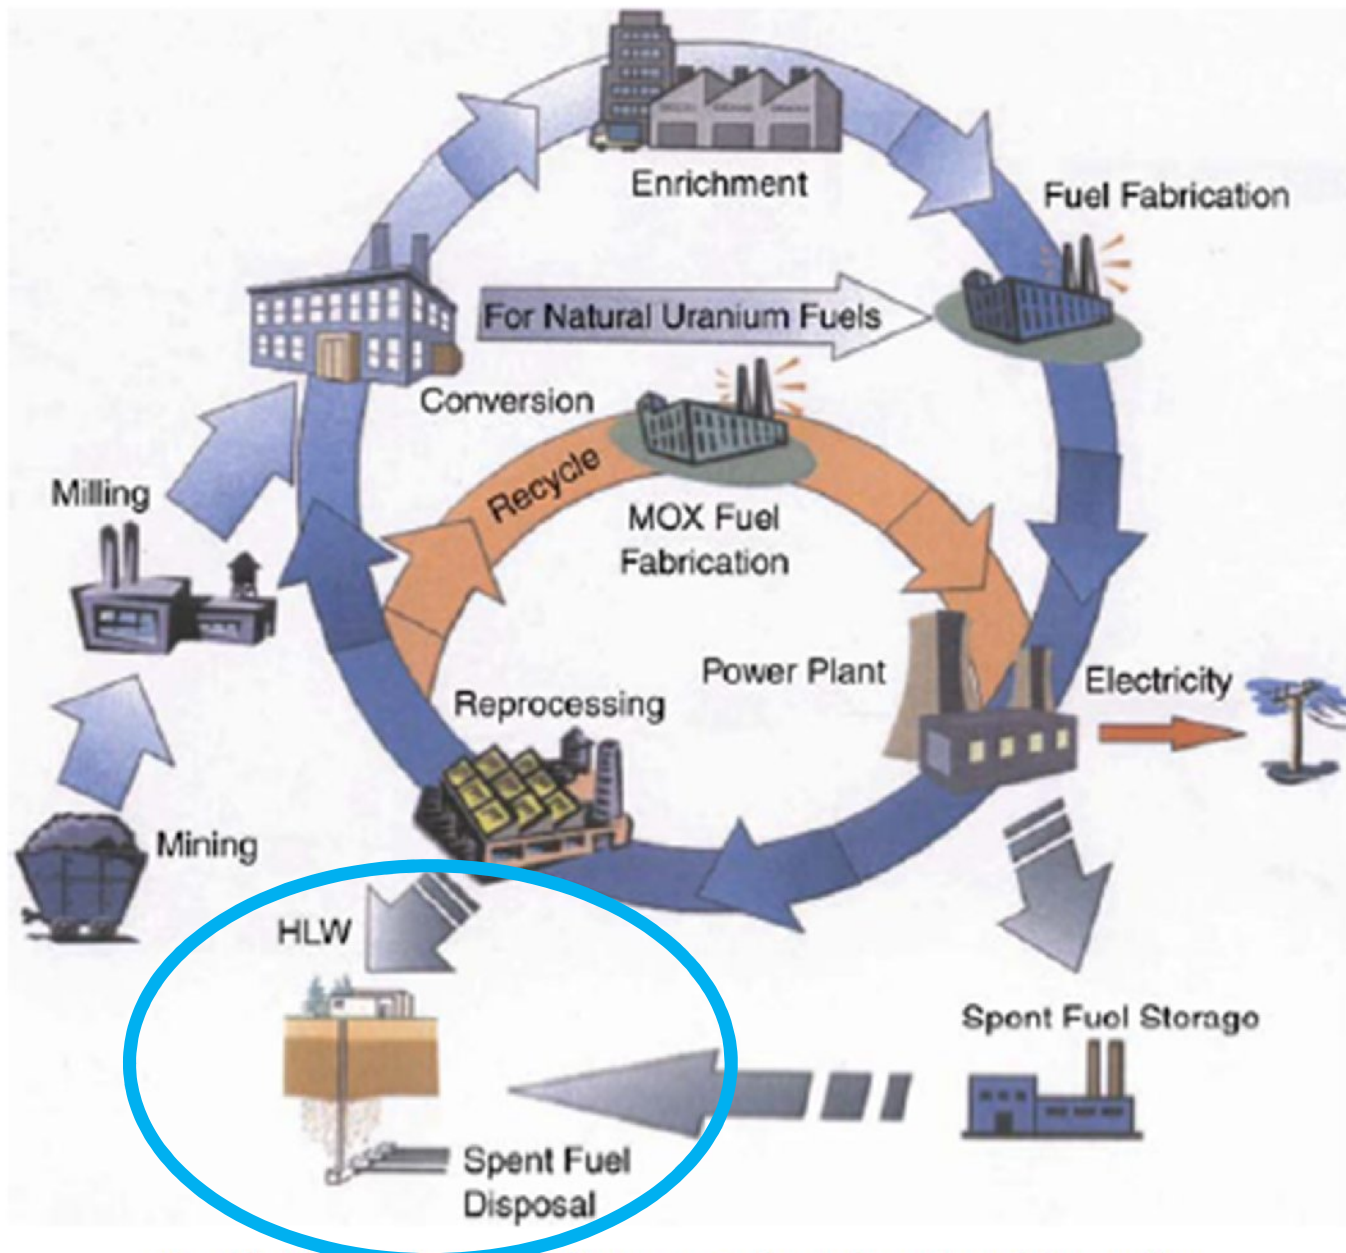 Enrichment
Fuel Fabrication
For Natural Uranium Fuels
Conversion
Recycle
Milling
MOX Fuel
Fabrication
Power Plant
Electricity
Reprocessing
Mining
HLW
Spent Fuel Storage
Spent Fuel
Disposal